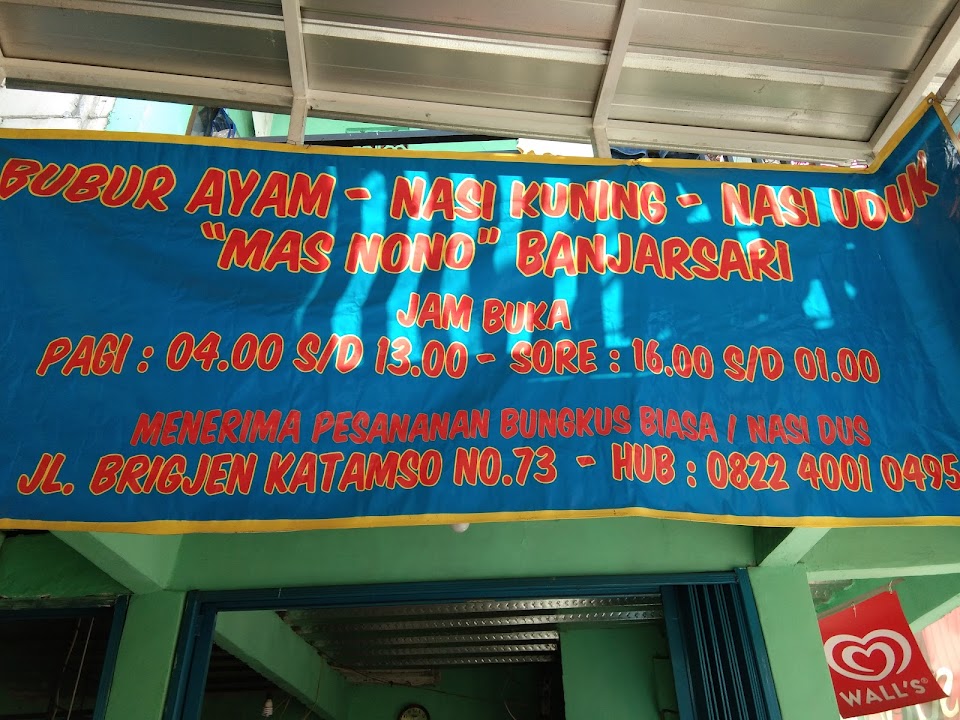 BUBUR AYAM - NASI KUNING - NASI UDUK
"MAS NONO" BANJARSARI
JAM BUKA
PAGI : 04.00 S/D 13.00 - SORE : 16.00 S/D 01.00
MENERIMA PESANANAN BUNGKUS BIASA / NASI DUS
JL. BRIGJEN KATAMSO NO.73 - HUB : 0822 4001 0495
WALL'S®